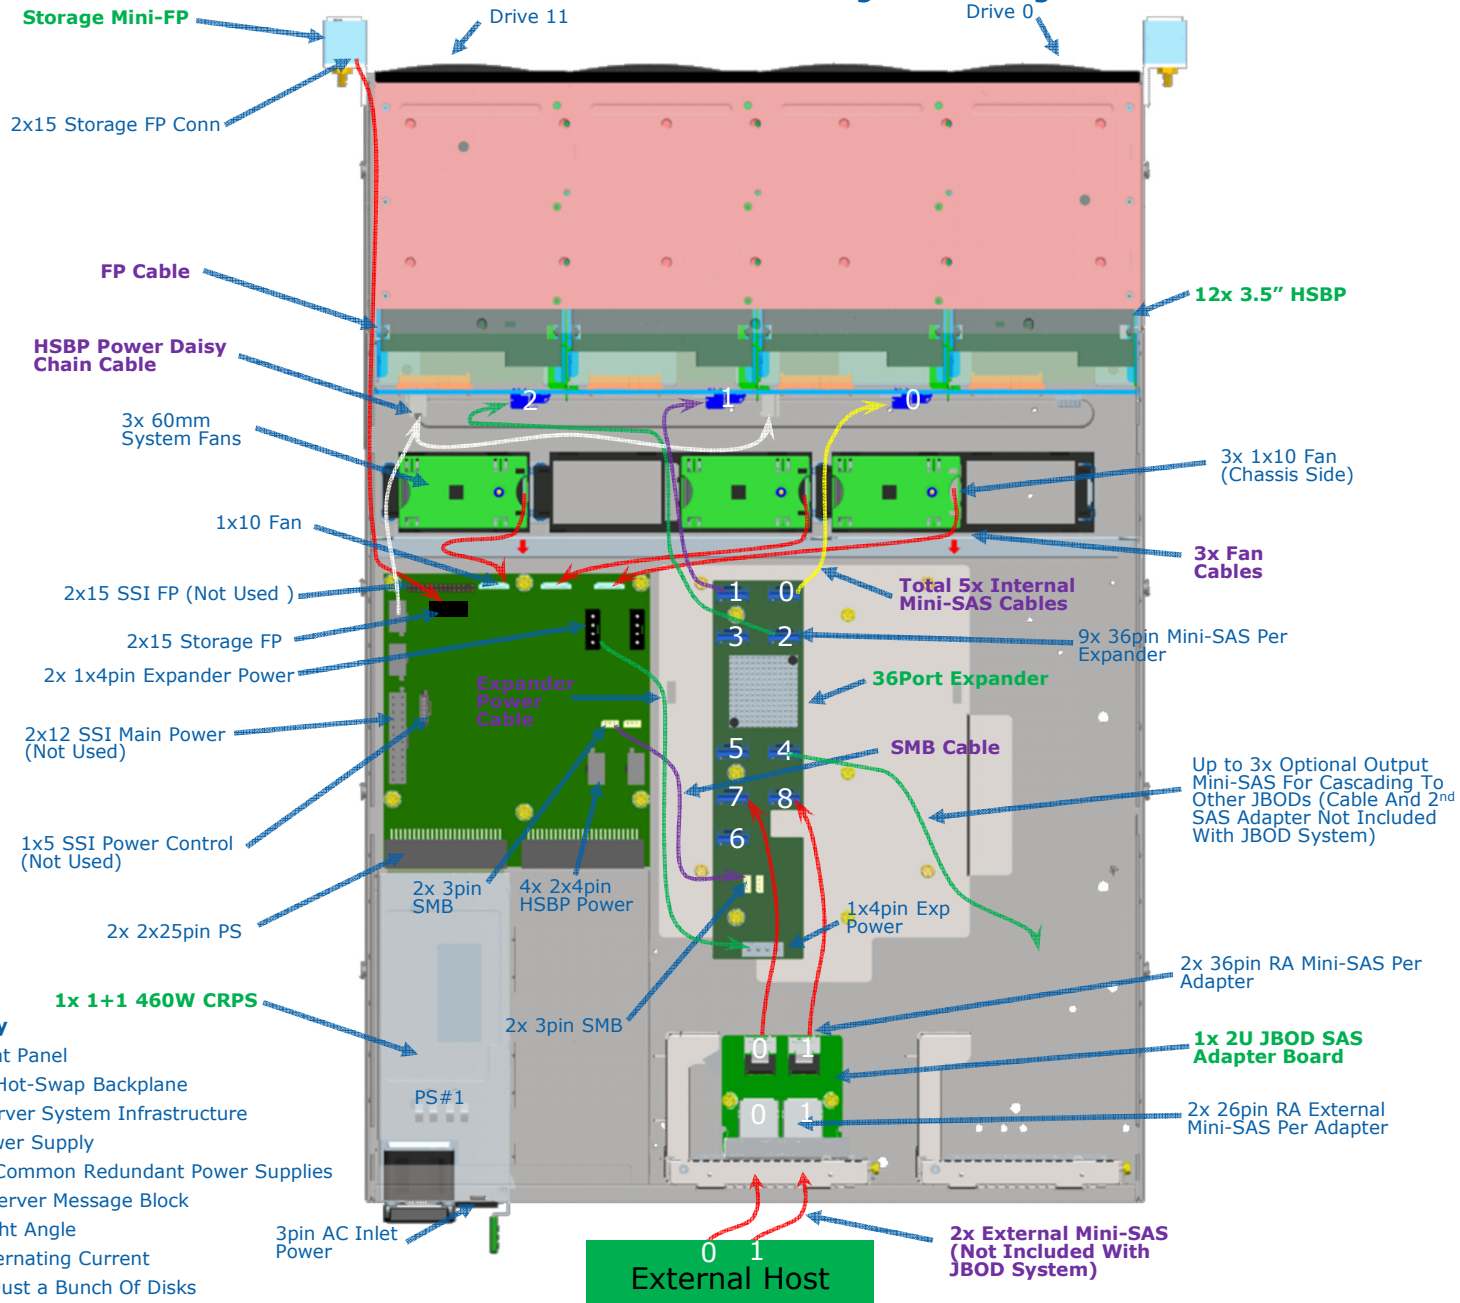 Storage Mini-FP
Drive 11
Drive 0
2x15 Storage FP Conn
FP Cable
12x 3.5” HSBP
HSBP Power Daisy
Chain Cable
2
1
0
3x 60mm
System Fans
3x 1x10 Fan
(Chassis Side)
1x10 Fan
3x Fan
Cables
2x15 SSI FP (Not Used )
1
0
Total 5x Internal
Mini-SAS Cables
2x15 Storage FP
3
2
9x 36pin Mini-SAS Per
Expander
2x 1x4pin Expander Power
Expander
Power
Cable
36Port Expander
2x12 SSI Main Power
(Not Used)
5
4
SMB Cable
7
8
Up to 3x Optional Output
Mini-SAS For Cascading To
Other JBODs (Cable And 2nd
SAS Adapter Not Included
With JBOD System)
6
1x5 SSI Power Control
(Not Used)
2x 3pin
SMB
4x 2x4pin
HSBP Power
1x4pin Exp
Power
2x 2x25pin PS
2x 36pin RA Mini-SAS Per
Adapter
1x 1+1 460W CRPS
2x 3pin SMB
0
1
1x 2U JBOD SAS
Adapter Board
nt Panel
Hot-Swap Backplane
PS#1
rver System Infrastructure
0
1
2x 26pin RA External
Mini-SAS Per Adapter
wer Supply
Common Redundant Power Supplies
erver Message Block
ht Angle
3pin AC Inlet
Power
ernating Current
Just a Bunch Of Disks
0
1
External Host
2x External Mini-SAS
(Not Included With
JBOD System)